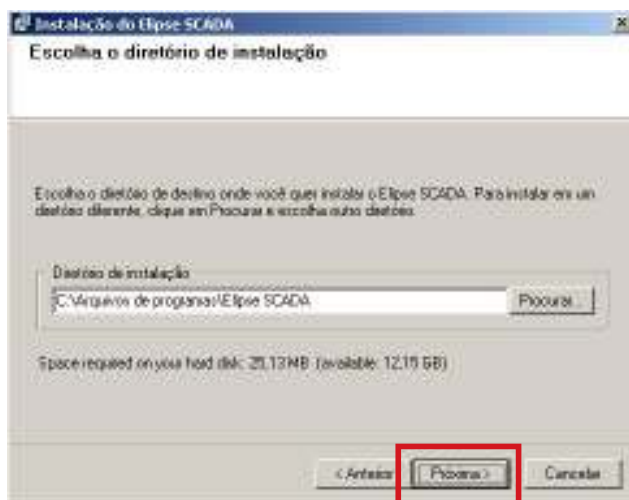 Instalação do Elipse SCADA
Escolha o diretório de instalação
Escolha o diretório de destino onde você quer instalar o Elipse SCADA. Para instalar em um
diretório diferente, clique em Procurar e escolha outro diretório.
Diretório de instalação
C:\Arquivos de programas\Elipse SCADA
Procurar...
Space required on your hard disk: 25,13 MB (available: 12,15 GB)
< Anterior
Próxima >
Cancelar